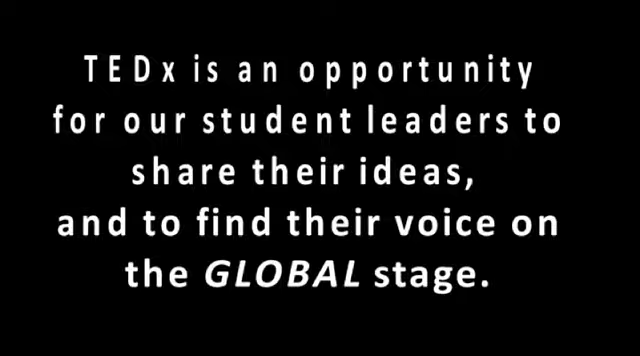 TEDx is an opportunity
for our student leaders to
share their ideas,
and to find their voice on
the GLOBAL stage.